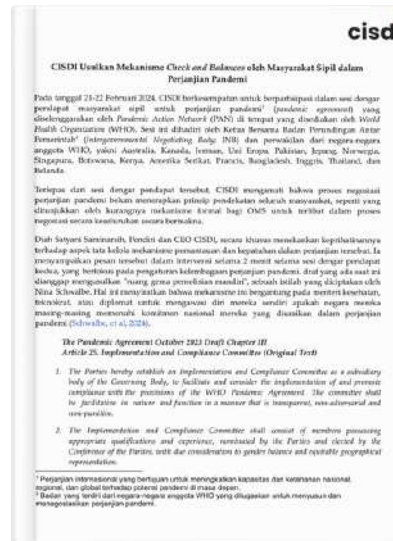 cisd
CISDI Usulkan Mekanisme Check and Balances oleh Masyarakat Sipil dalam
Perjanjian Pandemi
Pada tanggal 21-22 Februari 2024, CISDI berkesempatan untuk berpartisipasi dalam sesi dengar
pendapat masyarakat sipil untuk perjanjian pandemi¹ (pandemic agreement) yang
diselenggarakan oleh Pandemic Action Network (PAN) di tempat yang disediakan oleh World
Health Organization (WHO). Sesi ini dihadiri oleh Ketua Bersama Badan Perundingan Antar
Pemerintah² (Intergovernmental Negotiating Body: INB) dan perwakilan dari negara-negara
anggota WHO, yakni Australia, Kanada, Jerman, Uni Eropa, Pakistan, Jepang, Norwegia,
Singapura, Botswana, Kenya, Amerika Serikat, Francis, Bangladesh, Inggris, Thailand, dan
Belanda.
Terlepas dari sesi dengar pendapat tersebut, CISDI mengamati bahwa proses negosiasi
perjanjian pandemi belum menerapkan prinsip pendekatan seluruh masyarakat, seperti yang
ditunjukkan oleh kurangnya mekanisme formal bagi OMS untuk terlibat dalam proses
negosiasi secara keseluruhan secara bermakna.
Diah Satyani Saminarsih, Pendiri dan CEO CISDI, secara khusus menekankan keprihatinannya
terhadap aspek tata kelola mekanisme pemantauan dan kepatuhan dalam perjanjian tersebut. Ia
menyampaikan pesan tersebut dalam intervensi selama 2 menit selama sesi dengar pendapat
kedua, yang berfokus pada pengaturan kelembagaan perjanjian pandemi. draf yang ada saat ini
dianggap mengusulkan "ruang gema penulisan mandiri", sebuah istilah yang diciptakan oleh
Nina Schwalbe. Hal ini menyiratkan bahwa mekanisme ini bergantung pada menteri kesehatan,
teknokrat, atau diplomat untuk mengawasi diri mereka sendiri apakah negara mereka
masing-masing memenuhi komitmen nasional mereka yang diuraikan dalam perjanjian
pandemi (Schwalbe, et al, 2024).
The Pandemic Agreement October 2023 Draft Chapter III
Article 25. Implementation and Compliance Committee (Original Text)
1. The Parties hereby establish an Implementation and Compliance Committee as a subsidiary
body of the Governing Body, to facilitate and consider the implementation of and promote
compliance with the provisions of the WHO Pandemic Agreement. The committee shall
be facilitative in nature and function in a manner that is transparent, non-adversarial and
non-punitive.
2. The Implementation and Compliance Committee shall consist of members possessing
appropriate qualifications and experience, nominated by the Parties and elected by the
Conference of the Parties, with due consideration to gender balance and equitable geographical
representation.
¹ Perjanjian internasional yang bertujuan untuk meningkatkan kapasitas dan ketahanan nasional,
regional, dan global terhadap potensi pandemi di masa depan.
² Badan yang terdiri dari negara-negara anggota WHO yang ditugaskan untuk menyusun dan
menegosiasikan perjanjian pandemi.